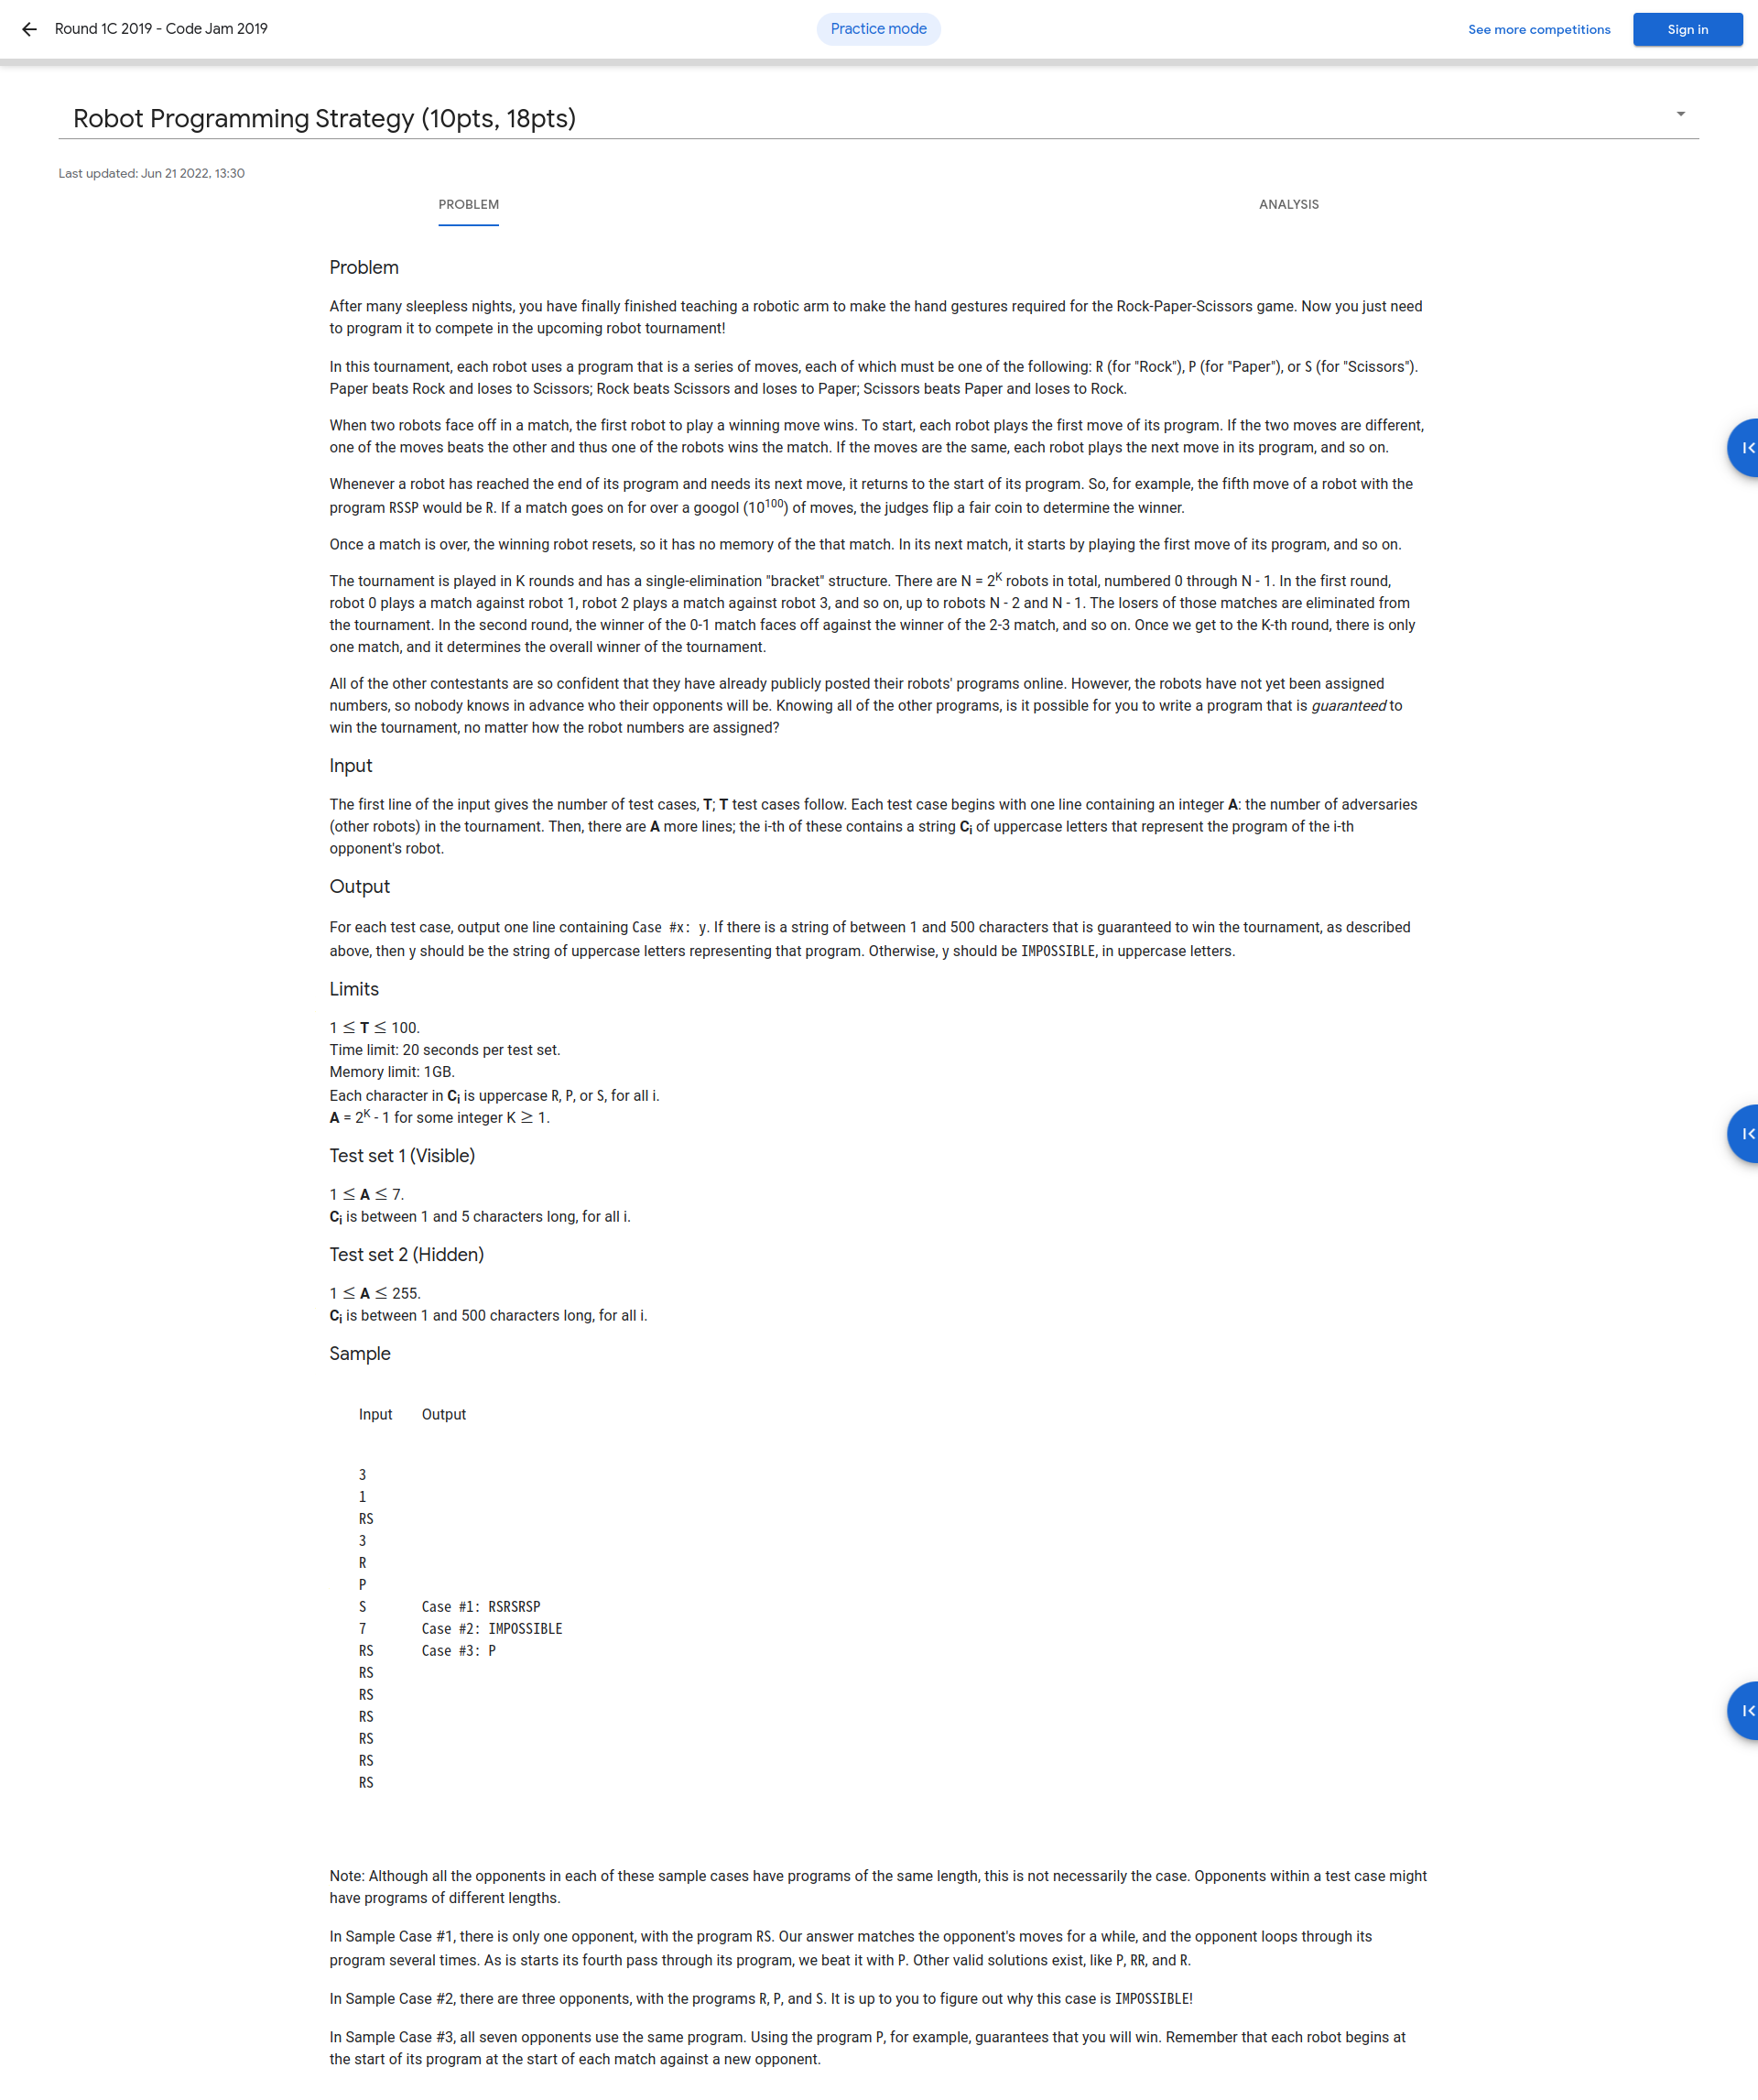 Round 1C 2019 - Code Jam 2019
Practice mode
See more competitions
Sign in
Robot Programming Strategy (10pts, 18pts)
Last updated: Jun 21 2022, 13:30
PROBLEM
ANALYSIS
Problem
After many sleepless nights, you have finally finished teaching a robotic arm to make the hand gestures required for the Rock-Paper-Scissors game. Now you just need
to program it to compete in the upcoming robot tournament!
In this tournament, each robot uses a program that is a series of moves, each of which must be one of the following: R (for "Rock"), P (for "Paper"), or S (for "Scissors").
Paper beats Rock and loses to Scissors; Rock beats Scissors and loses to Paper; Scissors beats Paper and loses to Rock.
When two robots face off in a match, the first robot to play a winning move wins. To start, each robot plays the first move of its program. If the two moves are different,
one of the moves beats the other and thus one of the robots wins the match. If the moves are the same, each robot plays the next move in its program, and so on.
Whenever a robot has reached the end of its program and needs its next move, it returns to the start of its program. So, for example, the fifth move of a robot with the
program RSSP would be R. If a match goes on for over a googol (10^100) of moves, the judges flip a fair coin to determine the winner.
Once a match is over, the winning robot resets, so it has no memory of the that match. In its next match, it starts by playing the first move of its program, and so on.
The tournament is played in K rounds and has a single-elimination "bracket" structure. There are N = 2^K robots in total, numbered 0 through N - 1. In the first round,
robot 0 plays a match against robot 1, robot 2 plays a match against robot 3, and so on, up to robots N - 2 and N - 1. The losers of those matches are eliminated from
the tournament. In the second round, the winner of the 0-1 match faces off against the winner of the 2-3 match, and so on. Once we get to the K-th round, there is only
one match, and it determines the overall winner of the tournament.
All of the other contestants are so confident that they have already publicly posted their robots' programs online. However, the robots have not yet been assigned
numbers, so nobody knows in advance who their opponents will be. Knowing all of the other programs, is it possible for you to write a program that is guaranteed to
win the tournament, no matter how the robot numbers are assigned?
Input
The first line of the input gives the number of test cases, T; T test cases follow. Each test case begins with one line containing an integer A: the number of adversaries
(other robots) in the tournament. Then, there are A more lines; the i-th of these contains a string Ci of uppercase letters that represent the program of the i-th
opponent's robot.
Output
For each test case, output one line containing Case #x: y. If there is a string of between 1 and 500 characters that is guaranteed to win the tournament, as described
above, then y should be the string of uppercase letters representing that program. Otherwise, y should be IMPOSSIBLE, in uppercase letters.
Limits
1 ≤ T ≤ 100.
Time limit: 20 seconds per test set.
Memory limit: 1GB.
Each character in Ci is uppercase R, P, or S, for all i.
A = 2^K - 1 for some integer K ≥ 1.
Test set 1 (Visible)
1 ≤ A ≤ 7.
Ci is between 1 and 5 characters long, for all i.
Test set 2 (Hidden)
1 ≤ A ≤ 255.
Ci is between 1 and 500 characters long, for all i.
Sample
Input Output
3
1
RS
3
R
P
S Case #1: RSRSRSP
7 Case #2: IMPOSSIBLE
RS Case #3: P
RS
RS
RS
RS
RS
RS
Note: Although all the opponents in each of these sample cases have programs of the same length, this is not necessarily the case. Opponents within a test case might
have programs of different lengths.
In Sample Case #1, there is only one opponent, with the program RS. Our answer matches the opponent's moves for a while, and the opponent loops through its
program several times. As is starts its fourth pass through its program, we beat it with P. Other valid solutions exist, like P, RR, and R.
In Sample Case #2, there are three opponents, with the programs R, P, and S. It is up to you to figure out why this case is IMPOSSIBLE!
In Sample Case #3, all seven opponents use the same program. Using the program P, for example, guarantees that you will win. Remember that each robot begins at
the start of its program at the start of each match against a new opponent.